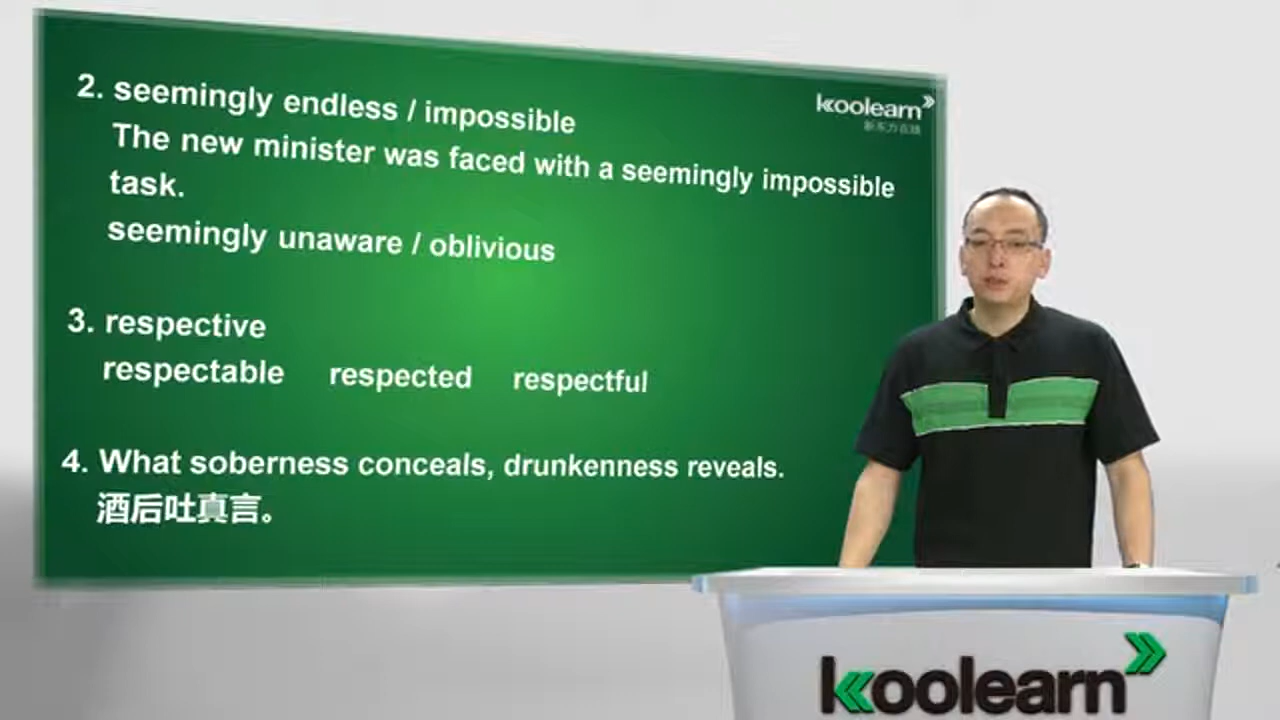 2. seemingly endless / impossible
The new minister was faced with a seemingly impossible
task.
seemingly unaware / oblivious
3. respective
respectable respected respectful
4. What soberness conceals, drunkenness reveals.
酒后吐真言。
koolearn
新东方在线
koolearn